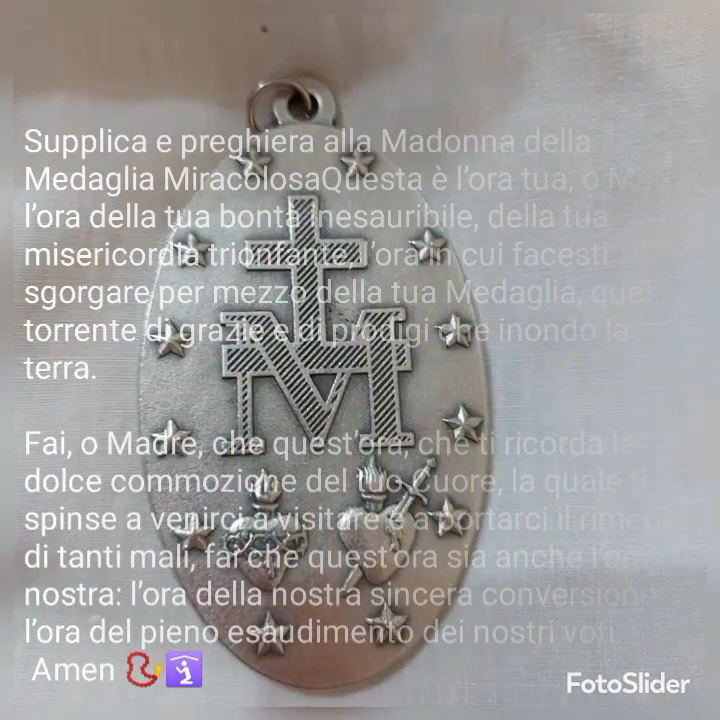 Supplica e preghiera alla Madonna della
Medaglia MiracolosaQuesta è l'ora tua, o
l'ora della tua bontà inesauribile, della tua
misericordia trionfante, l'ora in cui facesti
sgorgare per mezzo della tua Medaglia, quel
torrente di grazie e di prodigi che inondò la
terra.
Fai, o Madre, che quest'ora, che ti ricorda la
dolce commozione del tuo Cuore, la quale ti
spinse a venirci a visitare e a portarci il
di tanti mali, fai che quest'ora sia anche l'ora
nostra: l'ora della nostra sincera conversione
l'ora del pieno esaudimento dei nostri voti
Amen 📿🛐
FotoSlider